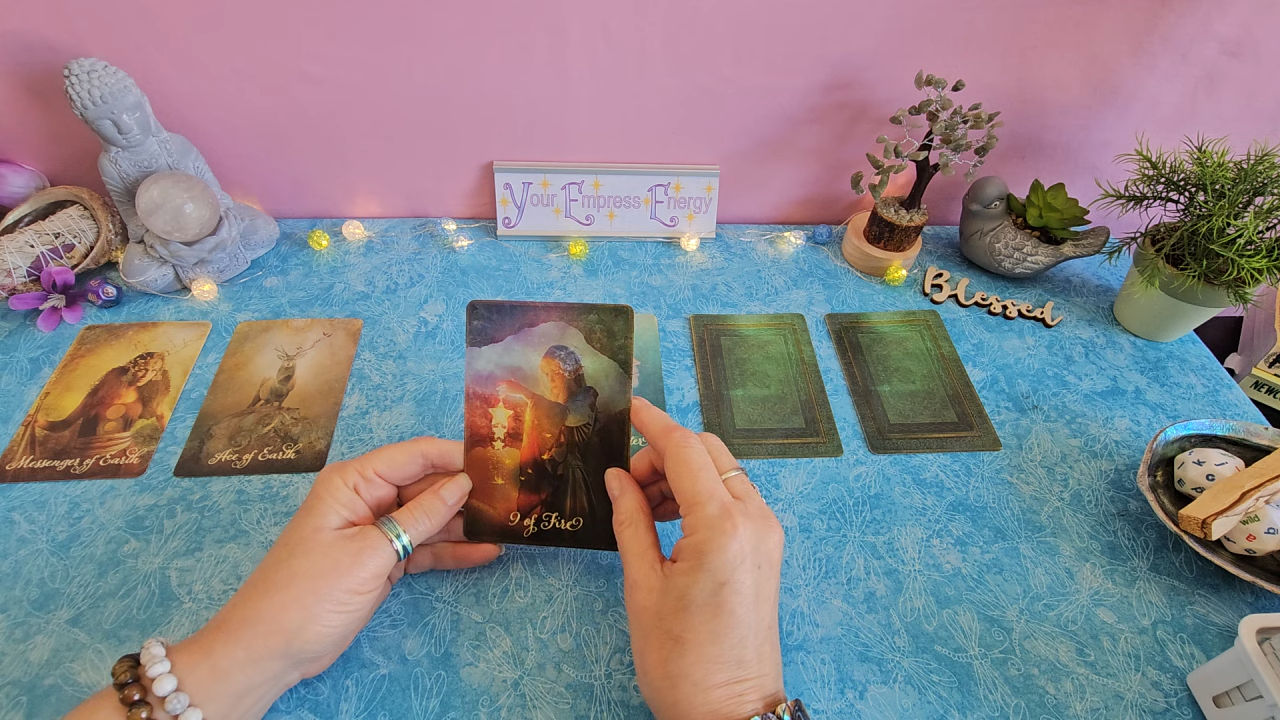 Your Empress Energy
Blessed
Messenger of Earth
Ace of Earth
9 of Fire